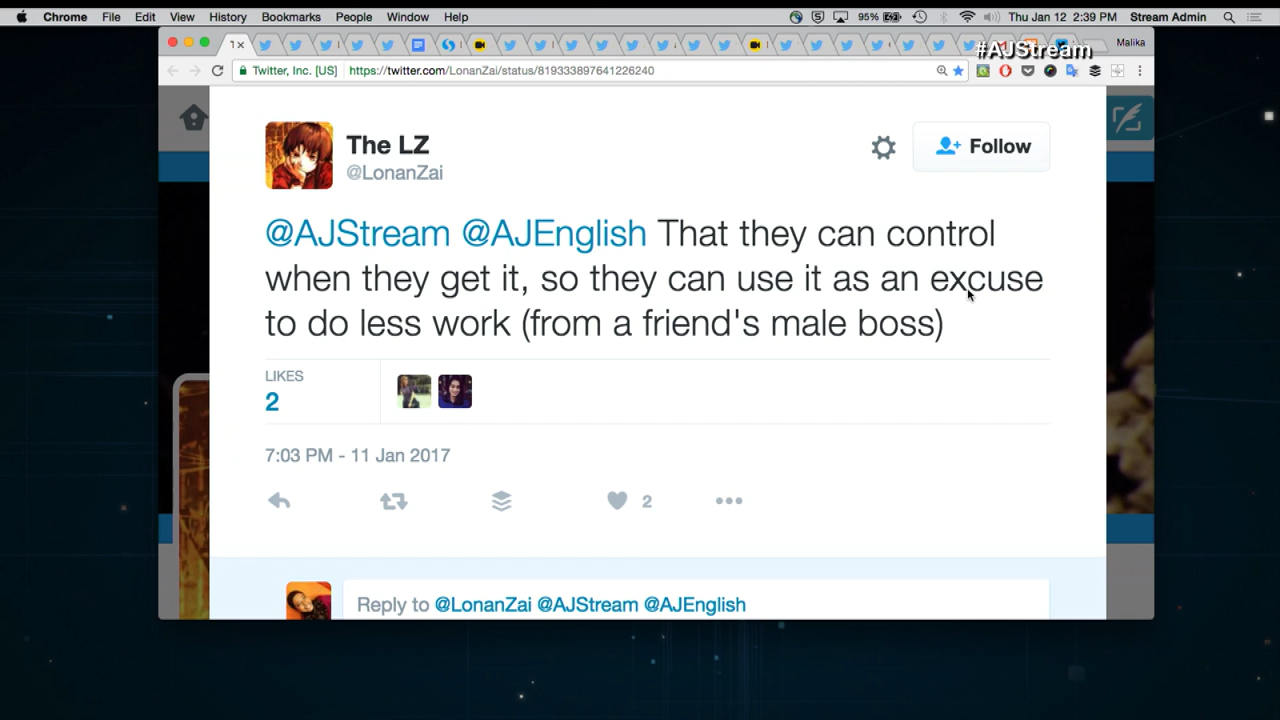 Chrome File Edit View History Bookmarks People Window Help 95% Thu Jan 12 2:39 PM Stream Admin
Malika
#AJStream
Twitter, Inc. [US] https://twitter.com/LonanZai/status/819333897641226240
The LZ
@LonanZai
Follow
@AJStream @AJEnglish That they can control
when they get it, so they can use it as an excuse
to do less work (from a friend's male boss)
LIKES
2
7:03 PM - 11 Jan 2017
2
Reply to @LonanZai @AJStream @AJEnglish